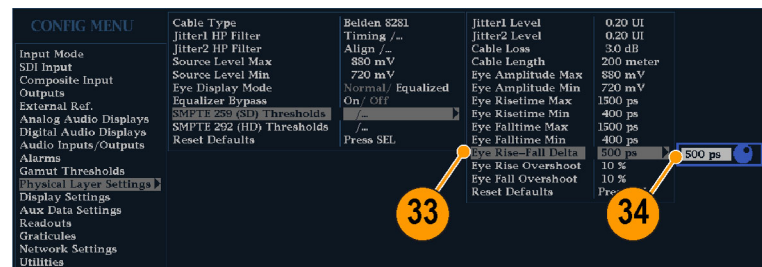 CONFIG MENU
Input Mode
SDI Input
Composite Input
Outputs
External Ref.
Analog Audio Displays
Digital Audio Displays
Audio Inputs/Outputs
Alarms
Gamut Thresholds
Physical Layer Settings
Display Settings
Aux Data Settings
Readouts
Graticules
Network Settings
Utilities
Cable Type Belden 8281
Jitter1 HP Filter Timing /...
Jitter2 HP Filter Align /...
Source Level Max 880 mV
Source Level Min 720 mV
Eye Display Mode Normal/ Equalized
Equalizer Bypass On/ Off
SMPTE 259 (SD) Thresholds /...
SMPTE 292 (HD) Thresholds /...
Reset Defaults Press SEL
Jitter1 Level 0.20 UI
Jitter2 Level 0.20 UI
Cable Loss 3.0 dB
Cable Length 200 meter
Eye Amplitude Max 880 mV
Eye Amplitude Min 720 mV
Eye Risetime Max 1500 ps
Eye Risetime Min 400 ps
Eye Falltime Max 1500 ps
Eye Falltime Min 400 ps
Eye Rise–Fall Delta 500 ps
Eye Rise Overshoot 10 %
Eye Fall Overshoot 10 %
Reset Defaults
500 ps
33
34